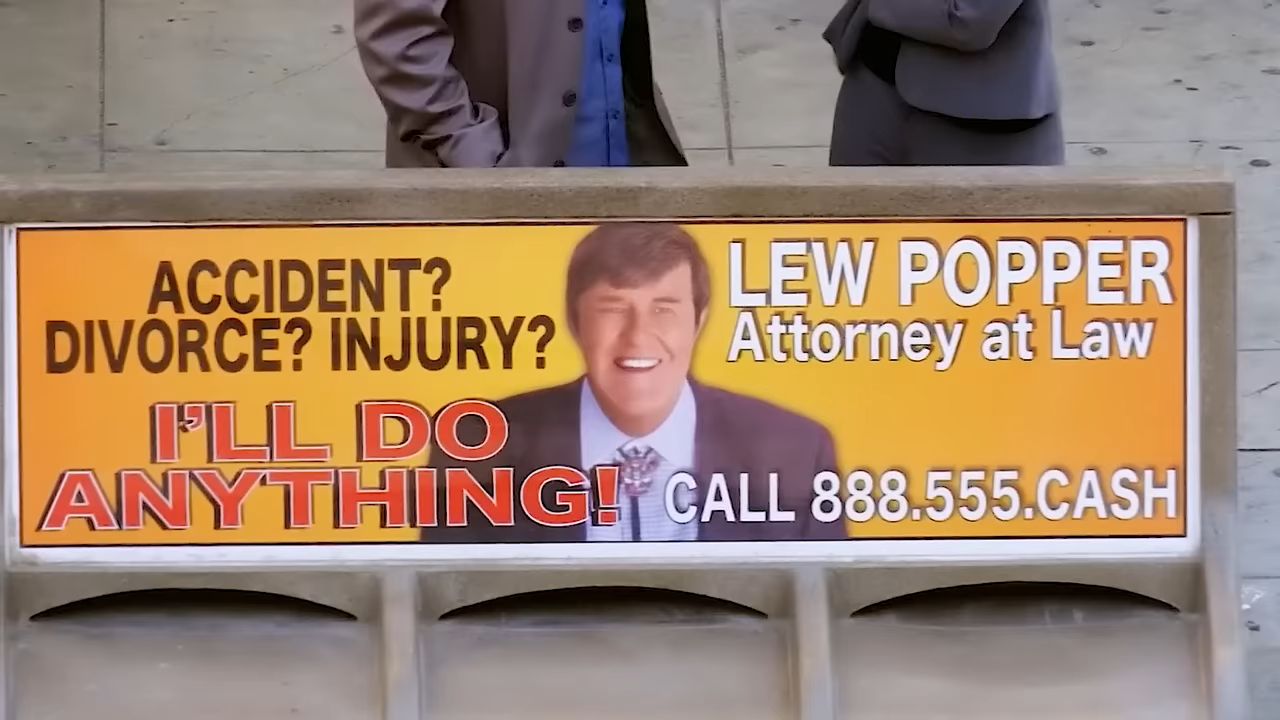 ACCIDENT?
DIVORCE? INJURY?
I'LL DO
ANYTHING!
LEW POPPER
Attorney at Law
CALL 888.555.CASH